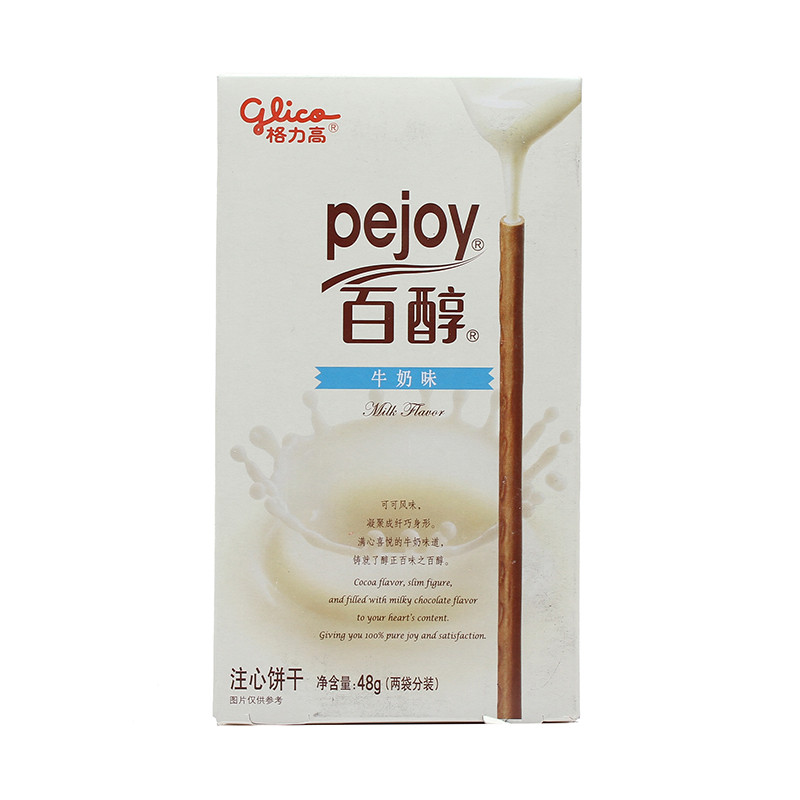 Glico
格力高®
pejoy®
百醇®
牛奶味
Milk Flavor
可可风味，
凝聚成纤巧身形。
满心喜悦的牛奶味道，
铸就了醇正百味之百醇。
Cocoa flavor, slim figure,
and filled with milky chocolate flavor
to your heart's content.
Giving you 100% pure joy and satisfaction.
注心饼干 净含量：48g（两袋分装）
图片仅供参考